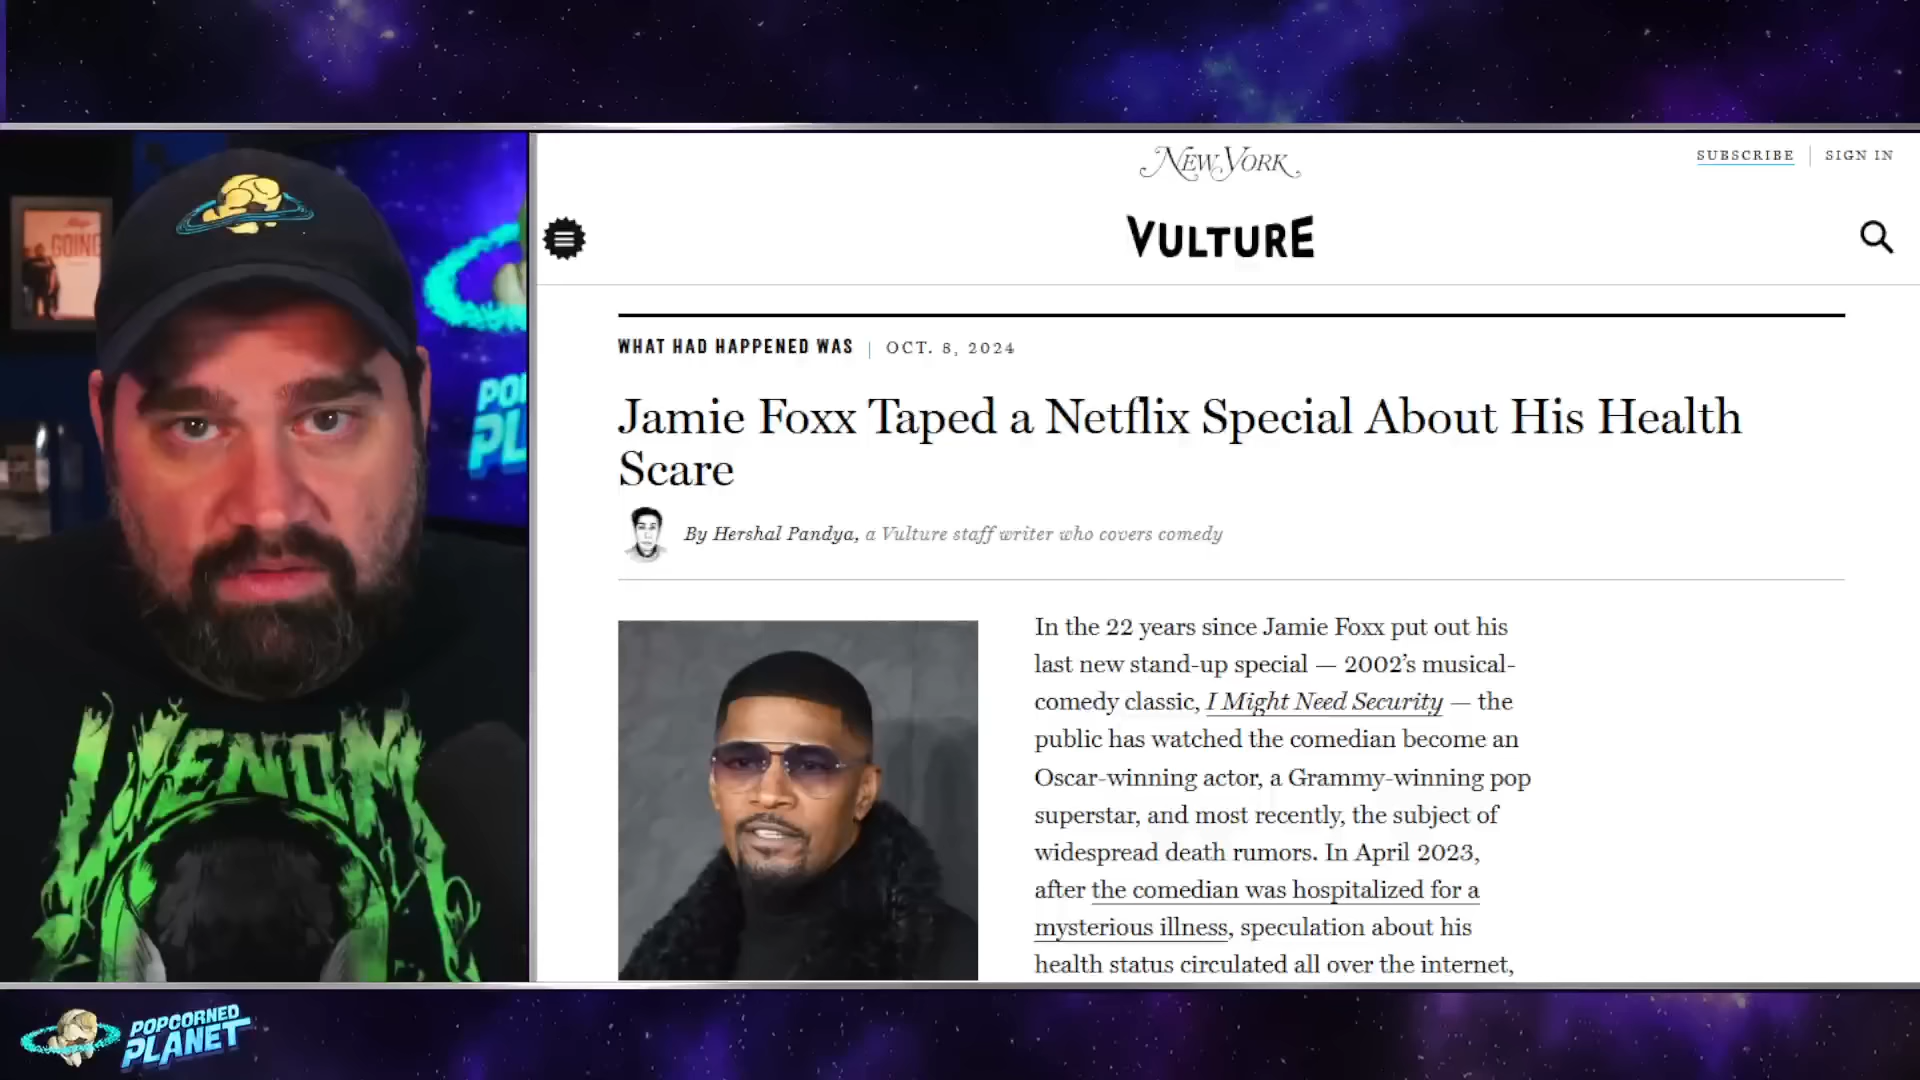 NEW YORK
SUBSCRIBE
SIGN IN
VULTURE
WHAT HAD HAPPENED WAS | OCT. 8, 2024
Jamie Foxx Taped a Netflix Special About His Health
Scare
By Hershal Pandya, a Vulture staff writer who covers comedy
In the 22 years since Jamie Foxx put out his
last new stand-up special — 2002’s musical-
comedy classic, I Might Need Security — the
public has watched the comedian become an
Oscar-winning actor, a Grammy-winning pop
superstar, and most recently, the subject of
widespread death rumors. In April 2023,
after the comedian was hospitalized for a
mysterious illness, speculation about his
health status circulated all over the internet,
GOING
POP
PL
VENOM
POPCORNED
PLANET